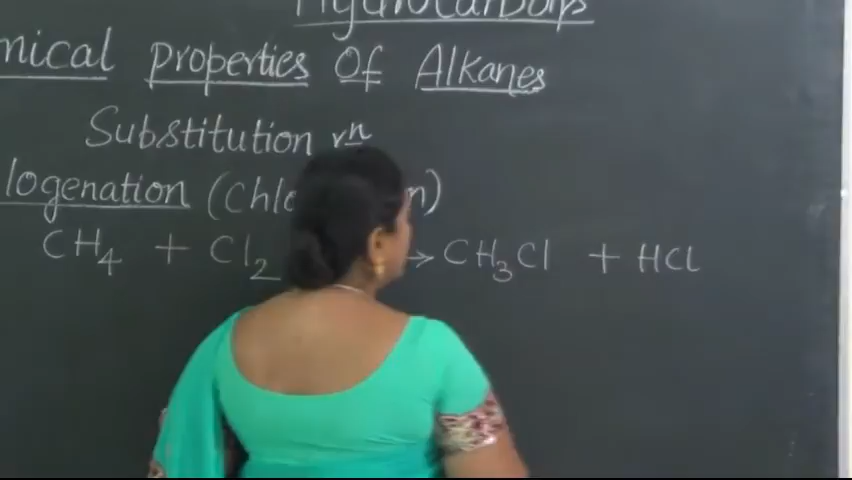 Hydrocarbons
mical properties Of Alkanes
Substitution rn
logenation (Chlo n)
CH4 + Cl2 → CH3Cl + HCl